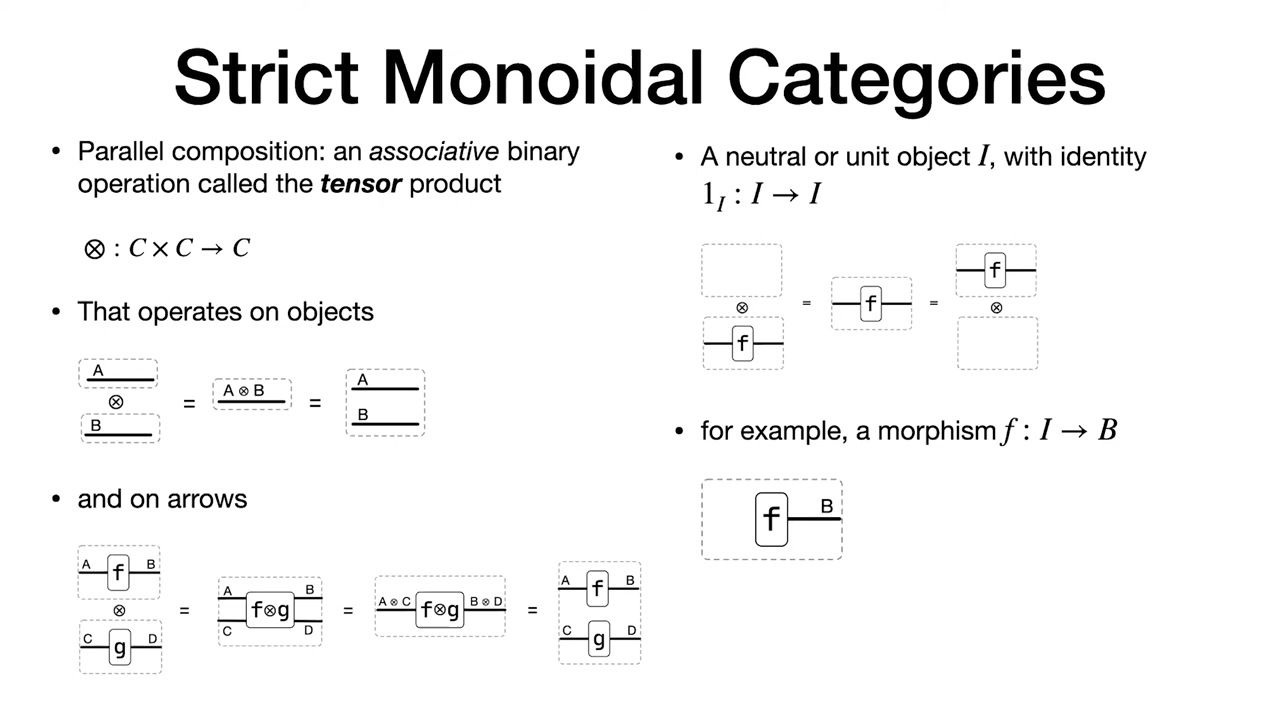 Strict Monoidal Categories
• Parallel composition: an associative binary
operation called the tensor product
⊗ : C × C → C
• That operates on objects
A
⊗
B
=
A ⊗ B
=
A
B
• and on arrows
A f B
⊗
C g D
=
A B
f⊗g
C D
=
A ⊗ C f⊗g B ⊗ D
=
A f B
C g D
• A neutral or unit object I, with identity
1_I : I → I
⊗
f
=
f
=
f
⊗
• for example, a morphism f : I → B
f B